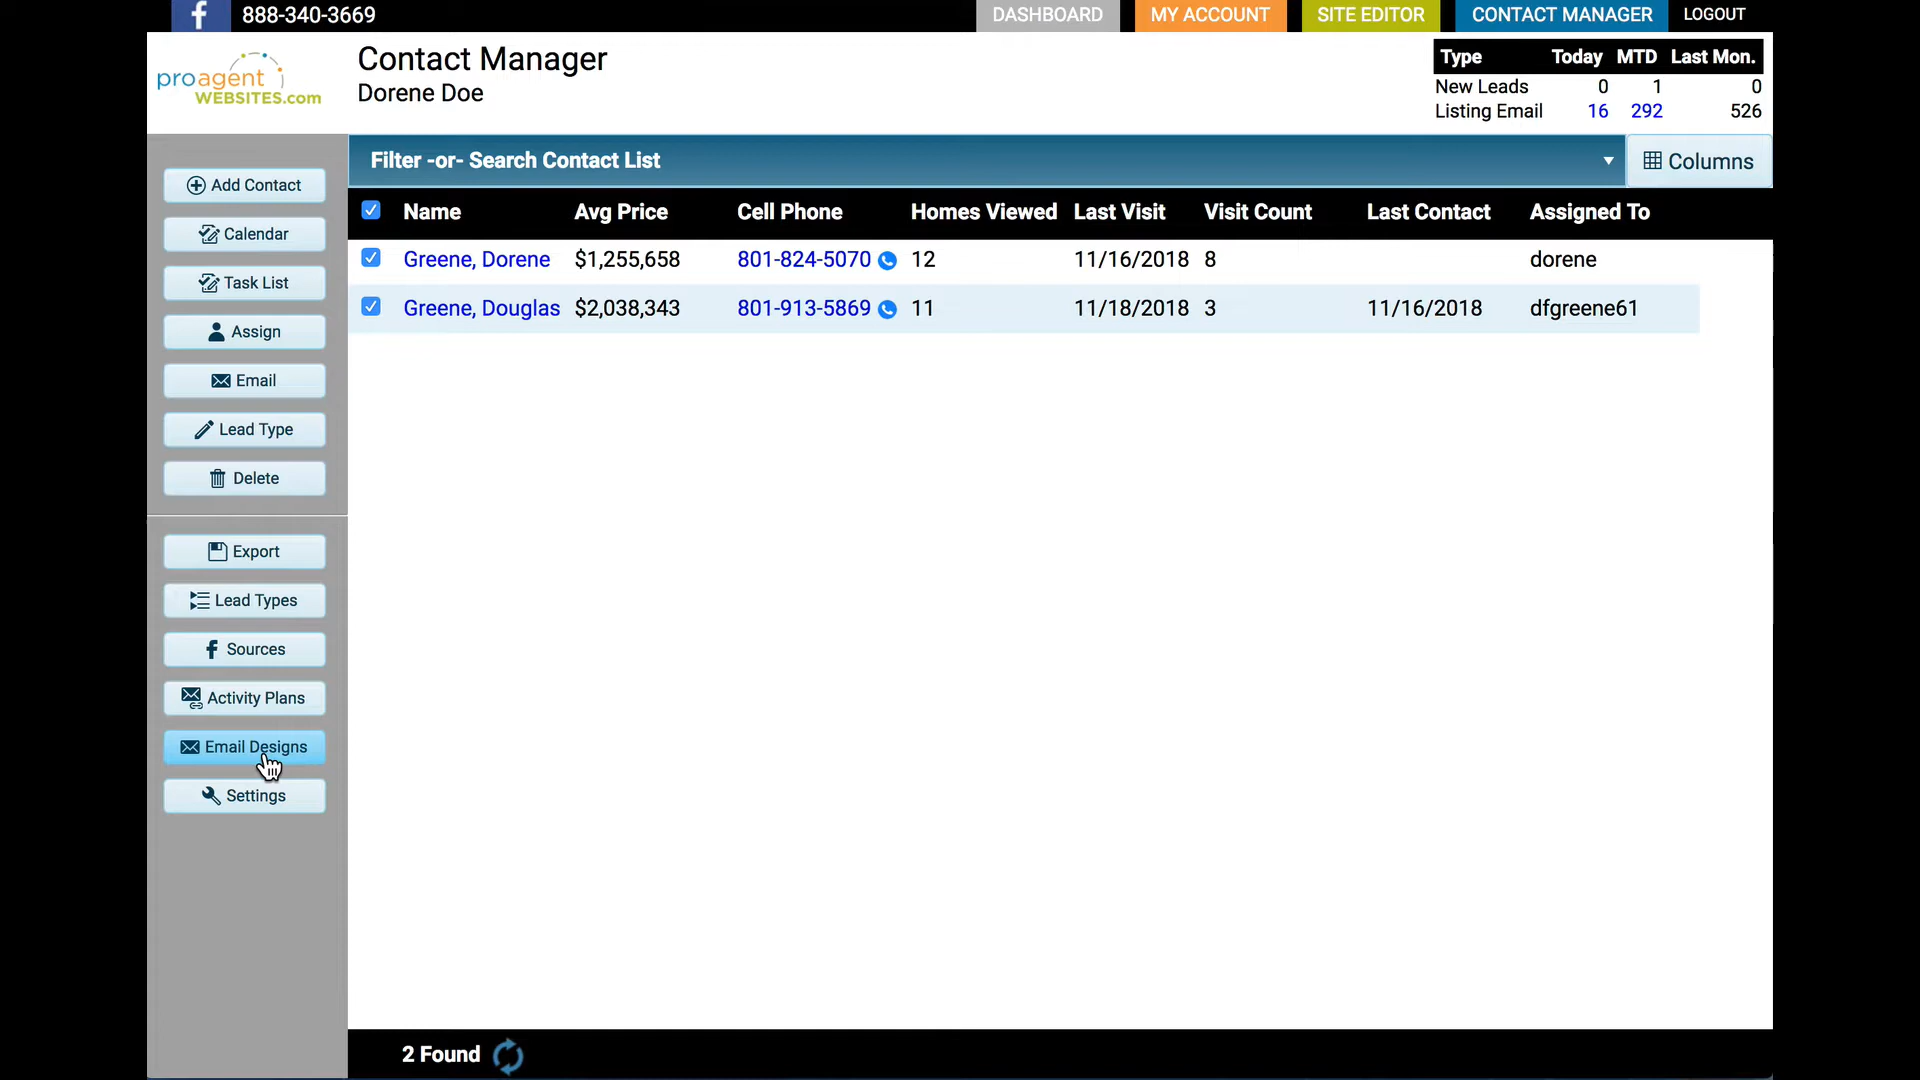 888-340-3669
DASHBOARD
MY ACCOUNT
SITE EDITOR
CONTACT MANAGER
LOGOUT
proagent
WEBSITES.com
Contact Manager
Dorene Doe
Type Today MTD Last Mon.
New Leads 0 1 0
Listing Email 16 292 526
Add Contact
Calendar
Task List
Assign
Email
Lead Type
Delete
Export
Lead Types
Sources
Activity Plans
Email Designs
Settings
Filter -or- Search Contact List
Columns
Name Avg Price Cell Phone Homes Viewed Last Visit Visit Count Last Contact Assigned To
Greene, Dorene $1,255,658 801-824-5070 12 11/16/2018 8 dorene
Greene, Douglas $2,038,343 801-913-5869 11 11/18/2018 3 11/16/2018 dfgreene61
2 Found